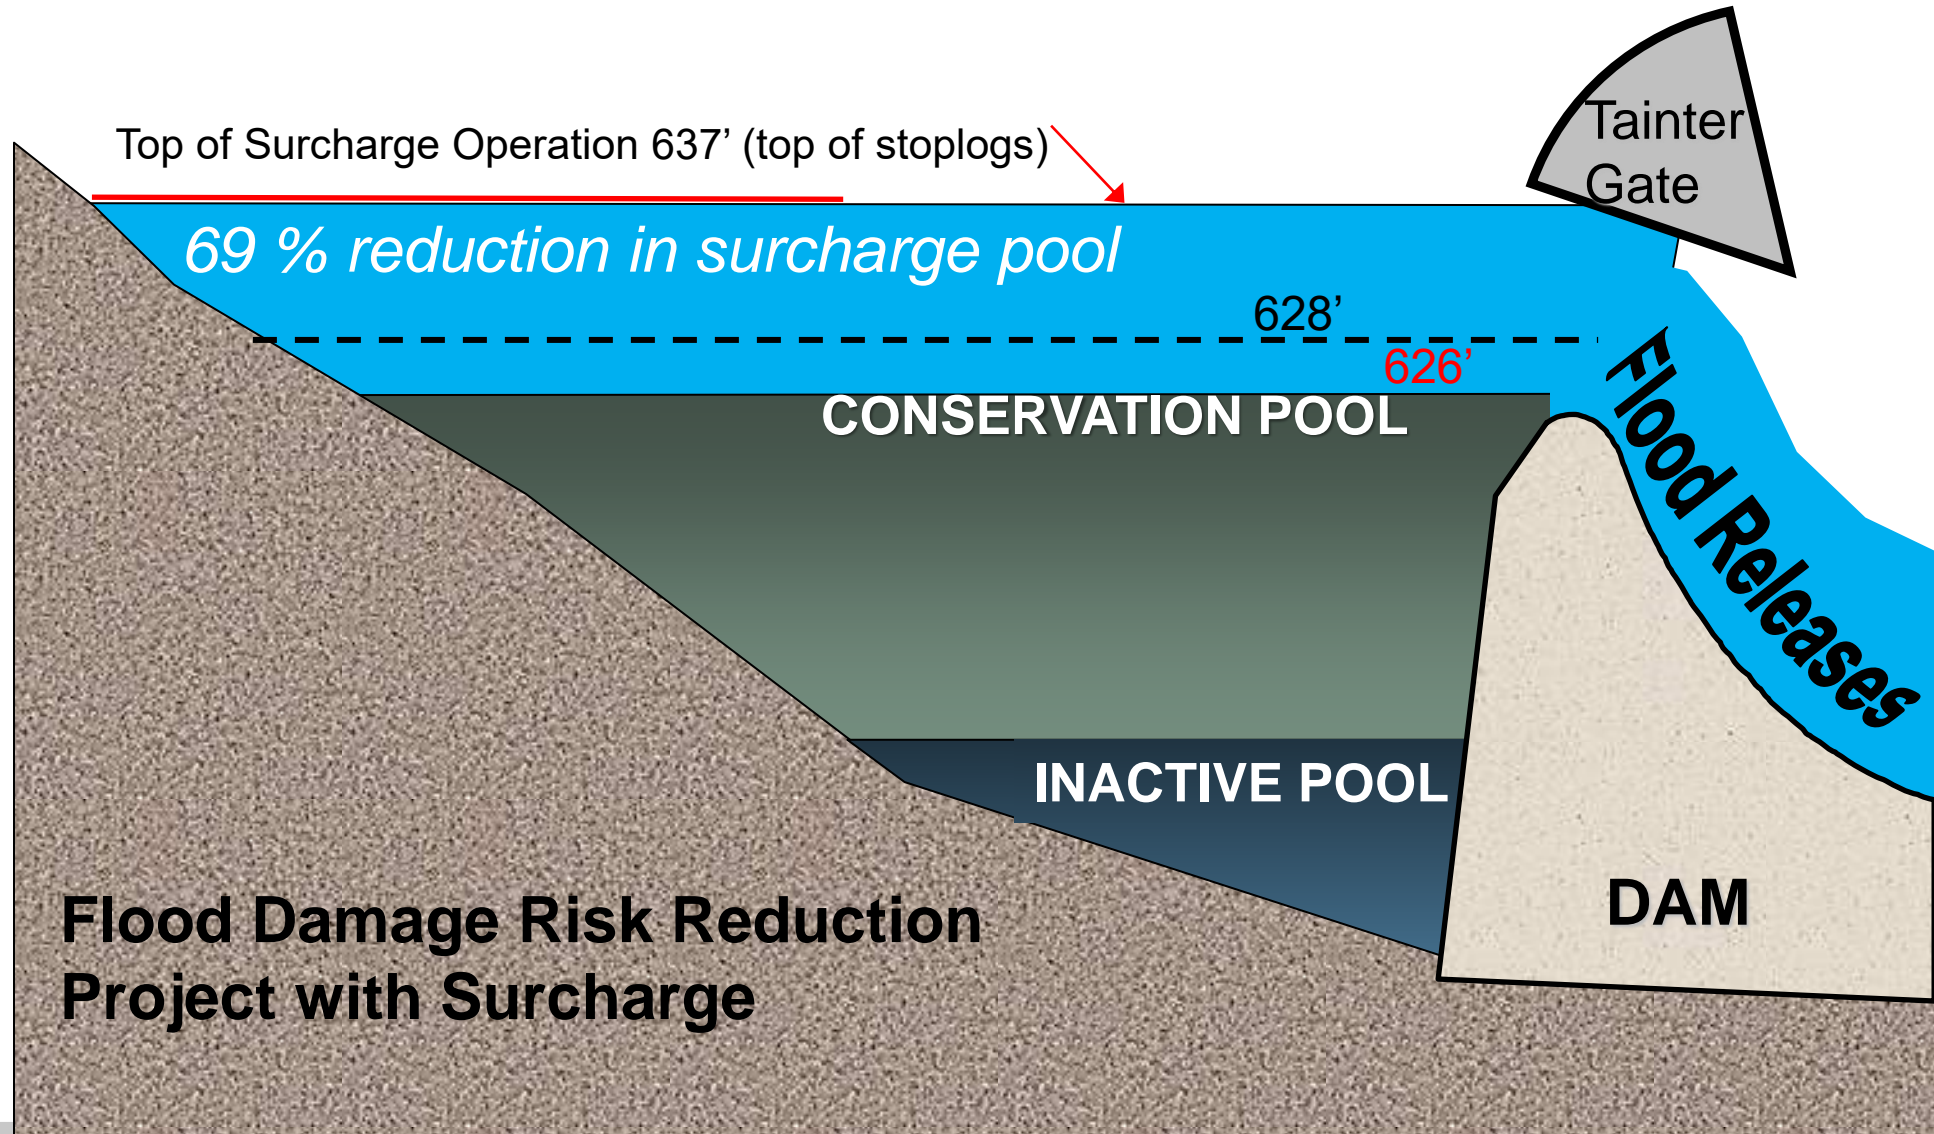 Tainter
Gate
Top of Surcharge Operation 637’ (top of stoplogs)
69 % reduction in surcharge pool
628’
626’
CONSERVATION POOL
Flood Releases
INACTIVE POOL
DAM
Flood Damage Risk Reduction
Project with Surcharge